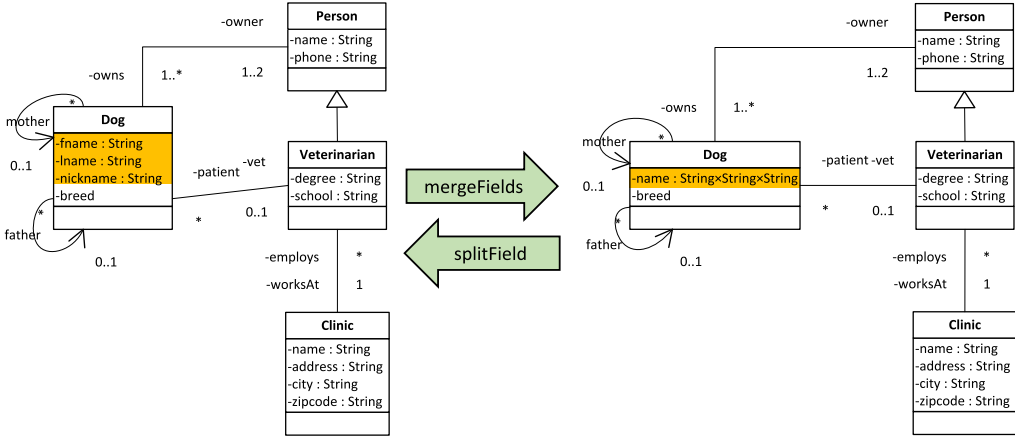 Person
-name : String
-phone : String
-owner
1..2
-owns
1..*
mother
*
0..1
Dog
-fname : String
-lname : String
-nickname : String
-breed
*
father
0..1
-patient
-vet
*
0..1
Veterinarian
-degree : String
-school : String
-employs
*
-worksAt
1
Clinic
-name : String
-address : String
-city : String
-zipcode : String
mergeFields
splitField
Person
-name : String
-phone : String
-owner
1..2
-owns
1..*
mother
*
0..1
Dog
-name : String×String×String
-breed
*
father
0..1
-patient
-vet
*
0..1
Veterinarian
-degree : String
-school : String
-employs
*
-worksAt
1
Clinic
-name : String
-address : String
-city : String
-zipcode : String